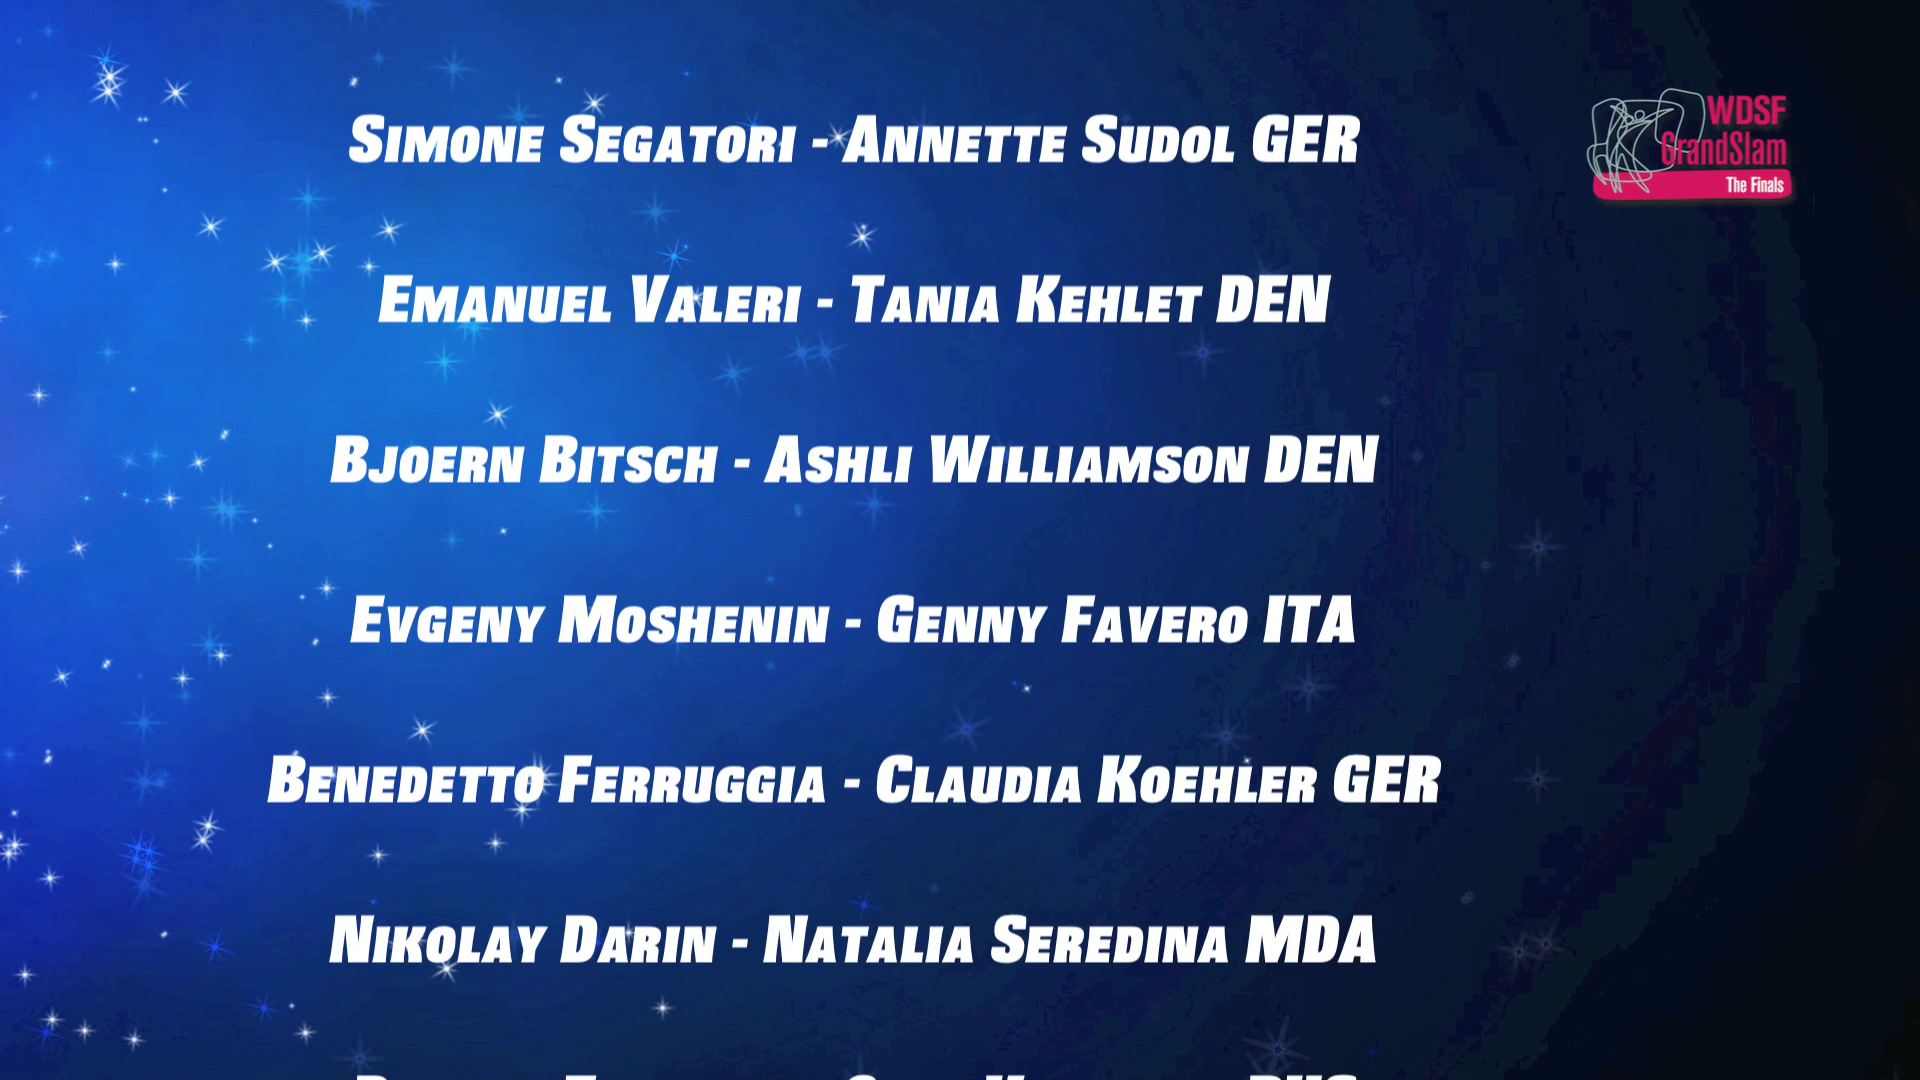 Simone Segatori - Annette Sudol GER
WDSF
GrandSlam
The Finals
Emanuel Valeri - Tania Kehlet DEN
Bjoern Bitsch - Ashli Williamson DEN
Evgeny Moshenin - Genny Favero ITA
Benedetto Ferruggia - Claudia Koehler GER
Nikolay Darin - Natalia Seredina MDA